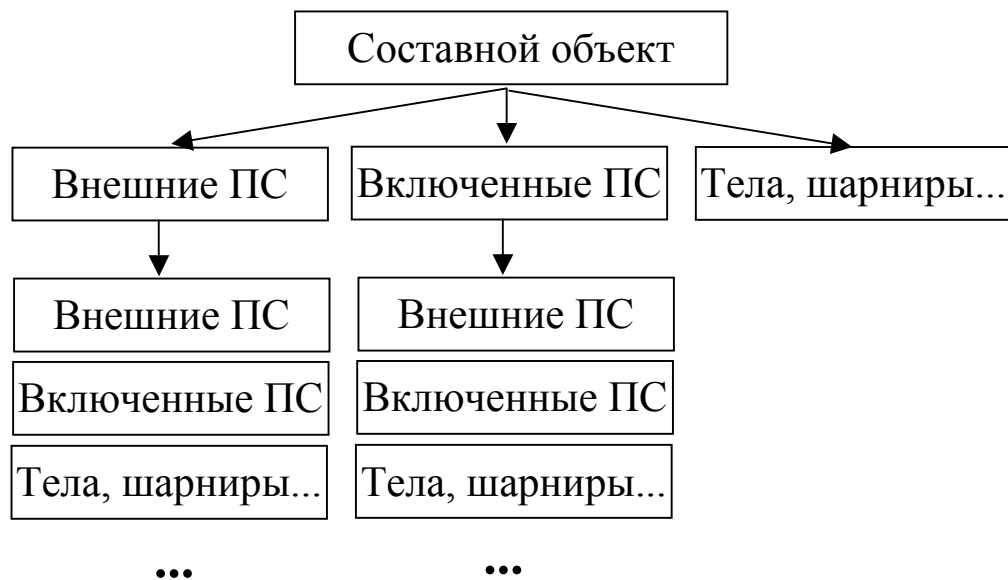 Составной объект
Внешние ПС
Включенные ПС
Тела, шарниры...
Внешние ПС
Включенные ПС
Тела, шарниры...
...
Внешние ПС
Включенные ПС
Тела, шарниры...
...